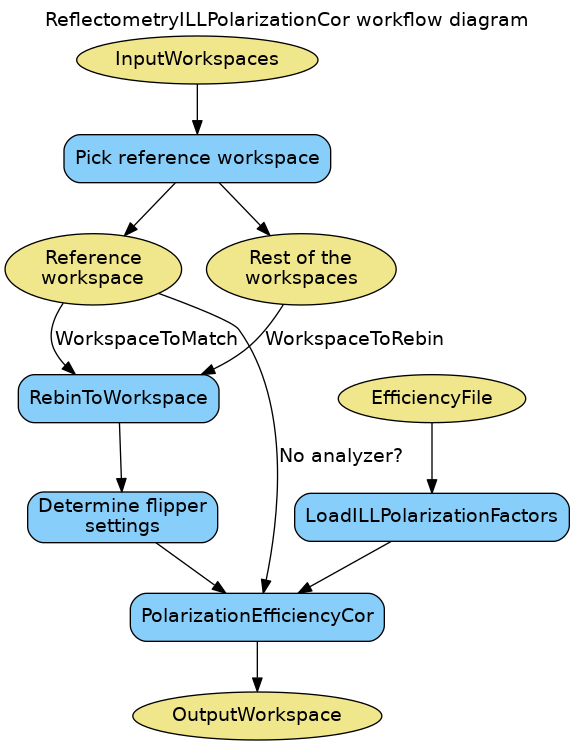 ReflectometryILLPolarizationCor workflow diagram
InputWorkspaces
Pick reference workspace
Reference
workspace
Rest of the
workspaces
WorkspaceToMatch
WorkspaceToRebin
RebinToWorkspace
EfficiencyFile
No analyzer?
Determine flipper
settings
LoadILLPolarizationFactors
PolarizationEfficiencyCor
OutputWorkspace